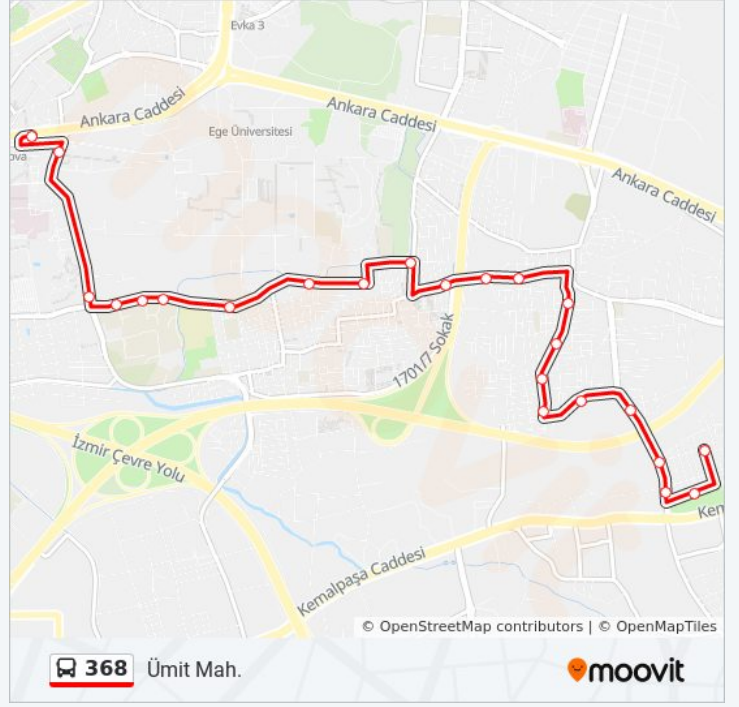 Evka 3
Ankara Caddesi
Ankara Caddesi
Ege Üniversitesi
ova
Ankara Caddesi
1701/7 Sokak
İzmir Çevre Yolu
Kem
Kemalpaşa Caddesi
© OpenStreetMap contributors | © OpenMapTiles
368 Ümit Mah.
moovit